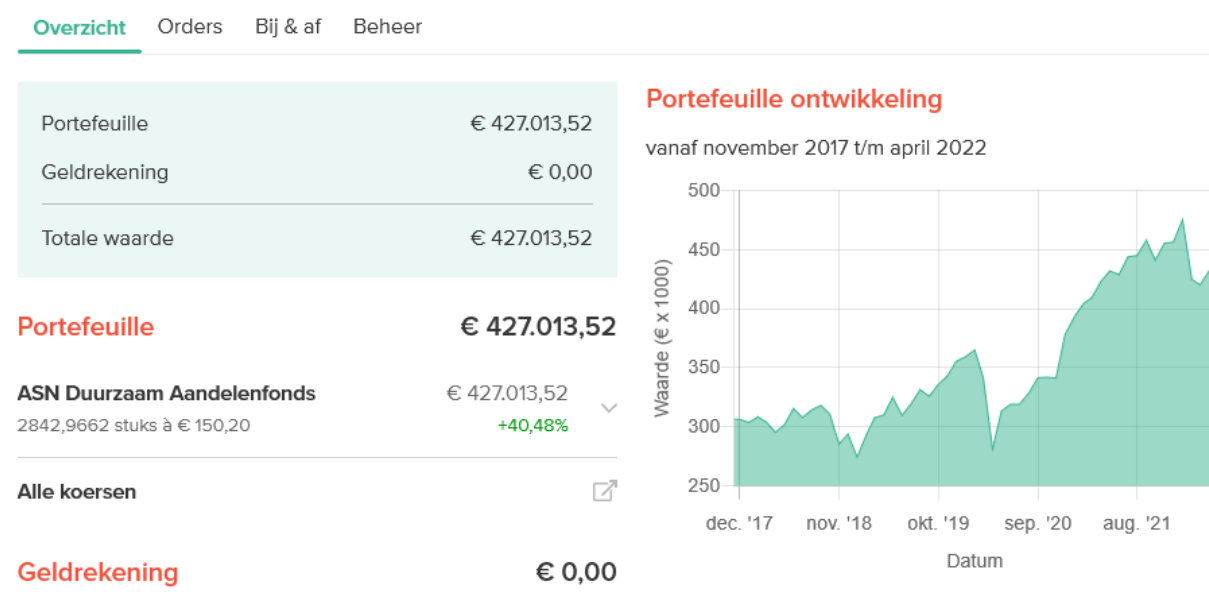 Overzicht Orders Bij & af Beheer
Portefeuille € 427.013,52
Geldrekening € 0,00
Totale waarde € 427.013,52
Portefeuille € 427.013,52
ASN Duurzaam Aandelenfonds € 427.013,52
2842,9662 stuks à € 150,20 +40,48%
Alle koersen
Geldrekening € 0,00
Portefeuille ontwikkeling
vanaf november 2017 t/m april 2022
Waarde (€ x 1000)
500
450
400
350
300
250
dec. '17 nov. '18 okt. '19 sep. '20 aug. '21
Datum